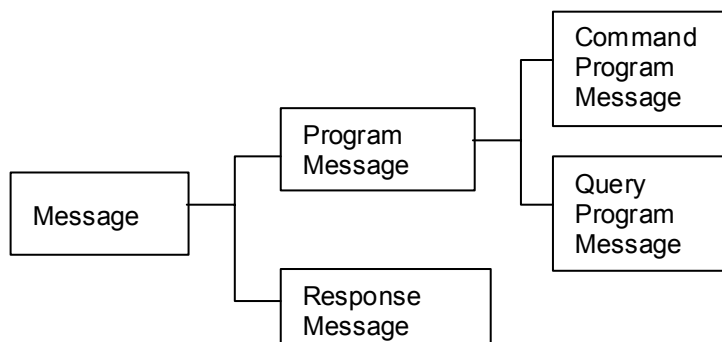 Message
Program
Message
Response
Message
Command
Program
Message
Query
Program
Message